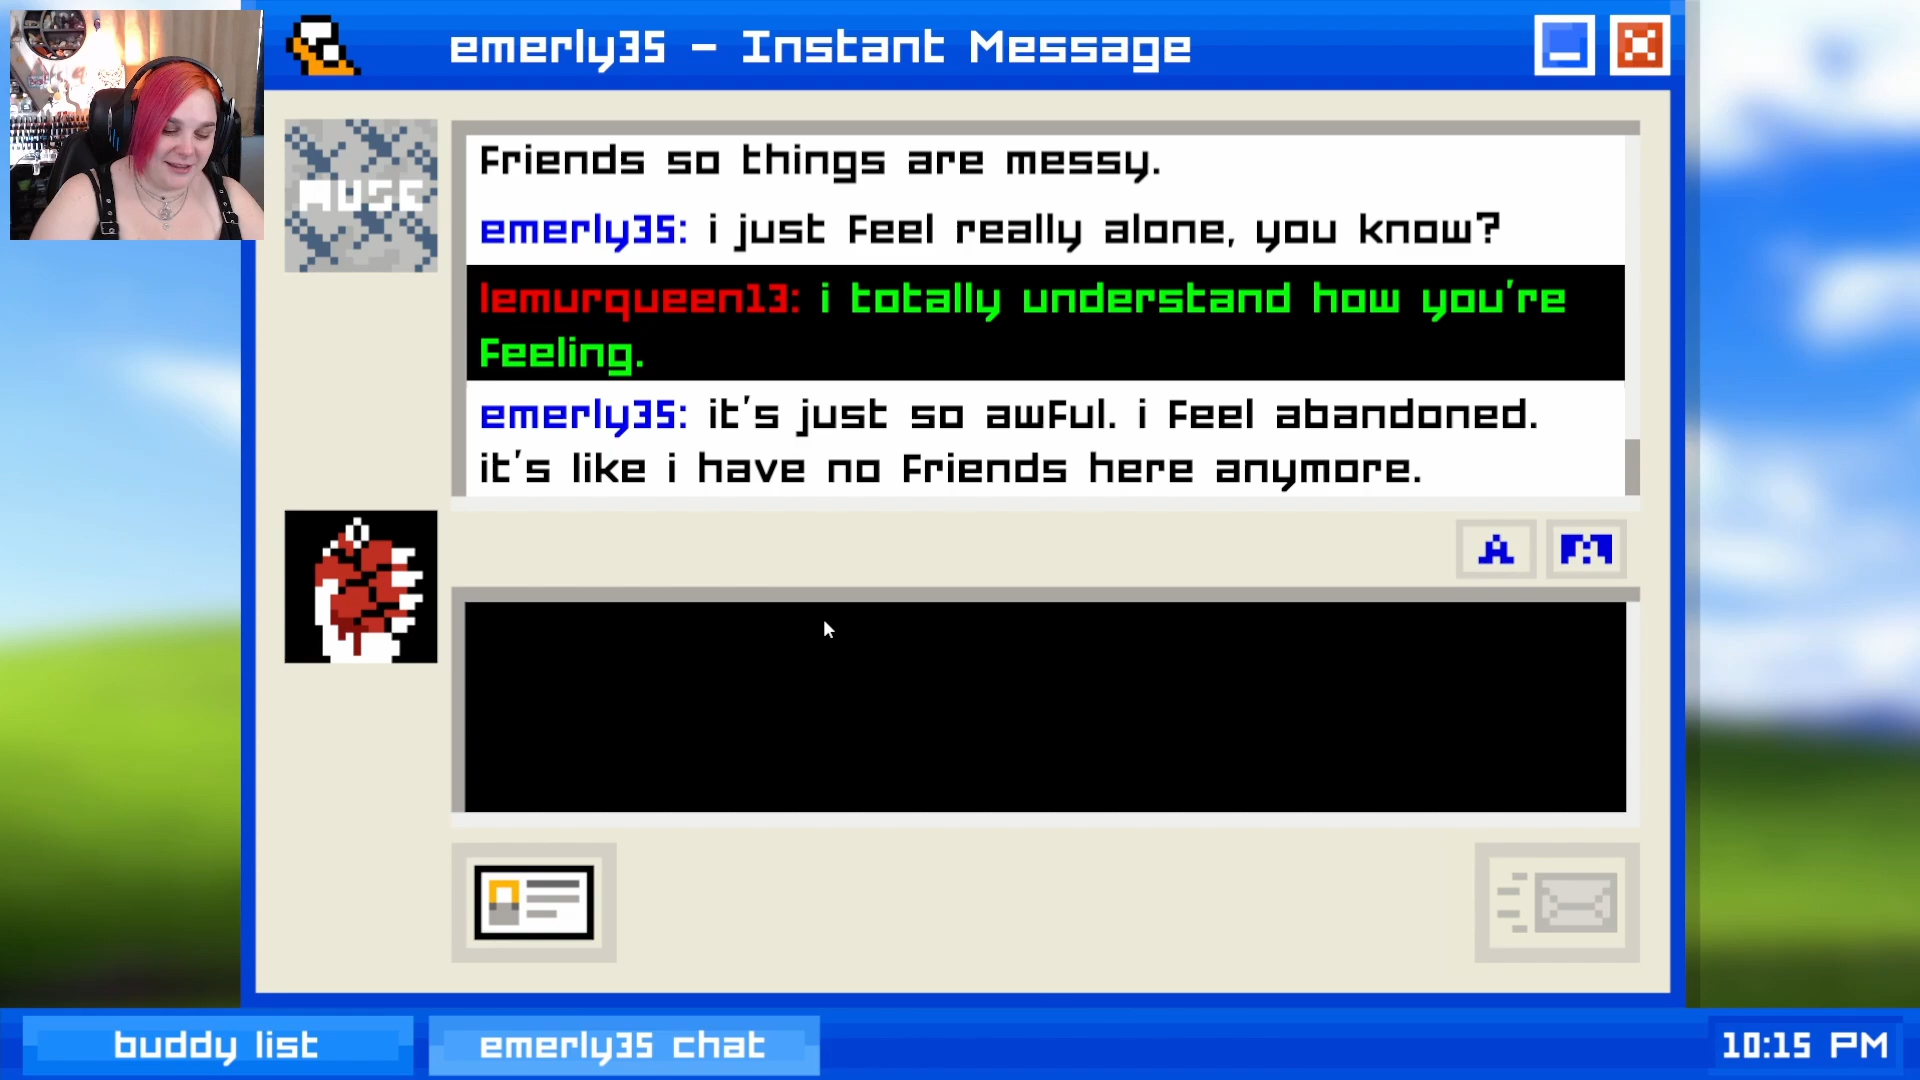 emerly35 - Instant Message
MUSE
Friends so things are messy.
emerly35: i just feel really alone, you know?
lemurqueen13: i totally understand how you're
feeling.
emerly35: it's just so awful. i feel abandoned.
it's like i have no friends here anymore.
A
buddy list
emerly35 chat
10:15 PM